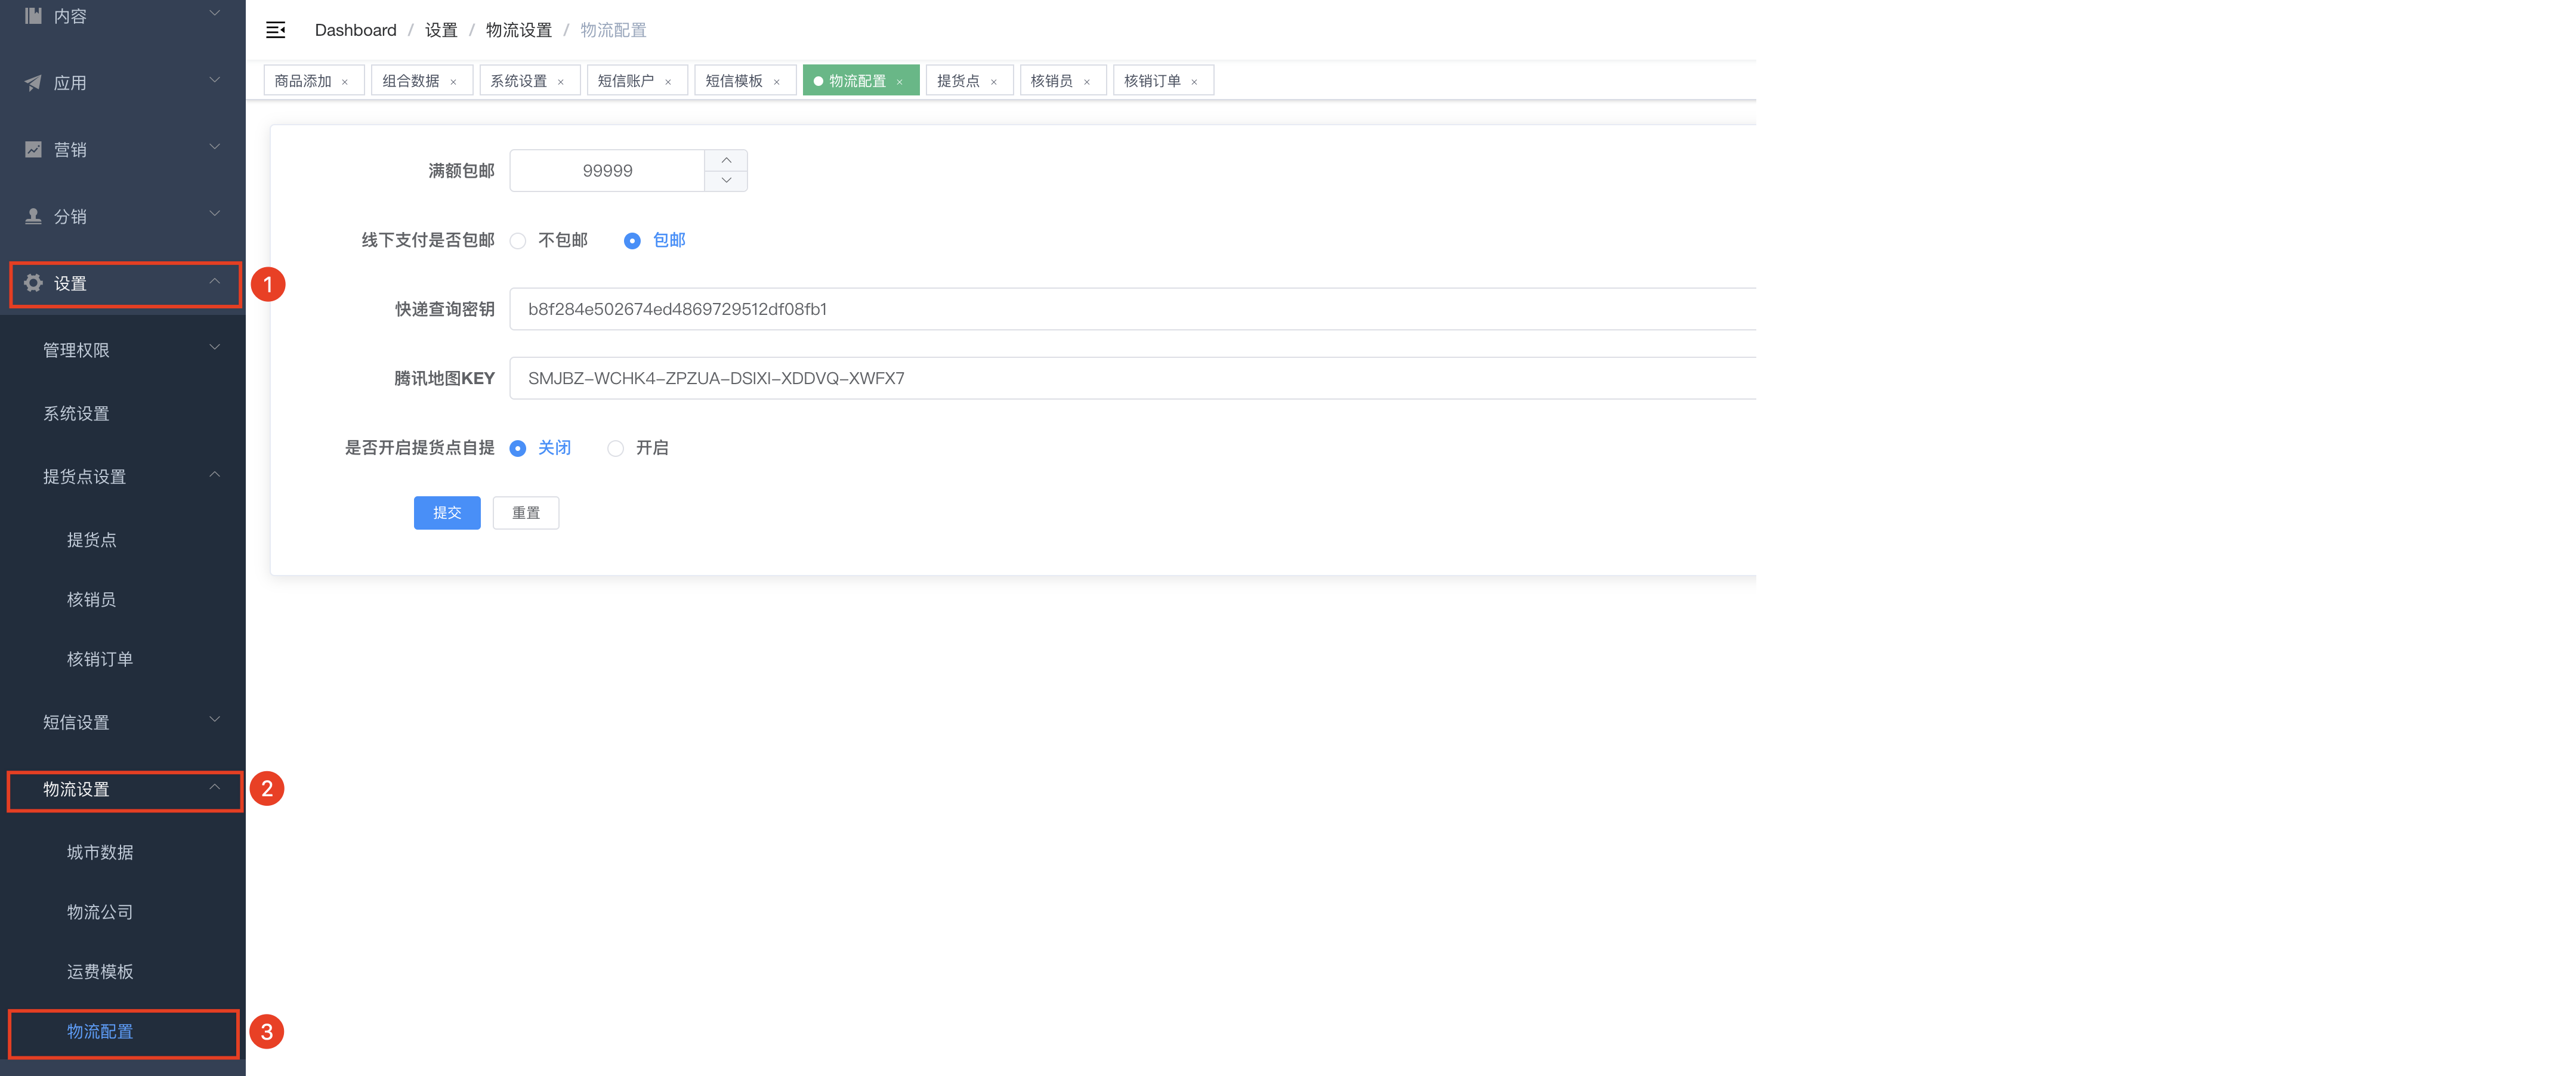 内容
应用
营销
分销
设置
1
管理权限
系统设置
提货点设置
提货点
核销员
核销订单
短信设置
物流设置
2
城市数据
物流公司
运费模板
物流配置
3
Dashboard / 设置 / 物流设置 / 物流配置
商品添加 × 组合数据 × 系统设置 × 短信账户 × 短信模板 × 物流配置 × 提货点 × 核销员 × 核销订单 ×
满额包邮 99999
线下支付是否包邮 不包邮 包邮
快递查询密钥 b8f284e502674ed4869729512df08fb1
腾讯地图KEY SMJBZ-WCHK4-ZPZUA-DSIXI-XDDVQ-XWFX7
是否开启提货点自提 关闭 开启
提交 重置